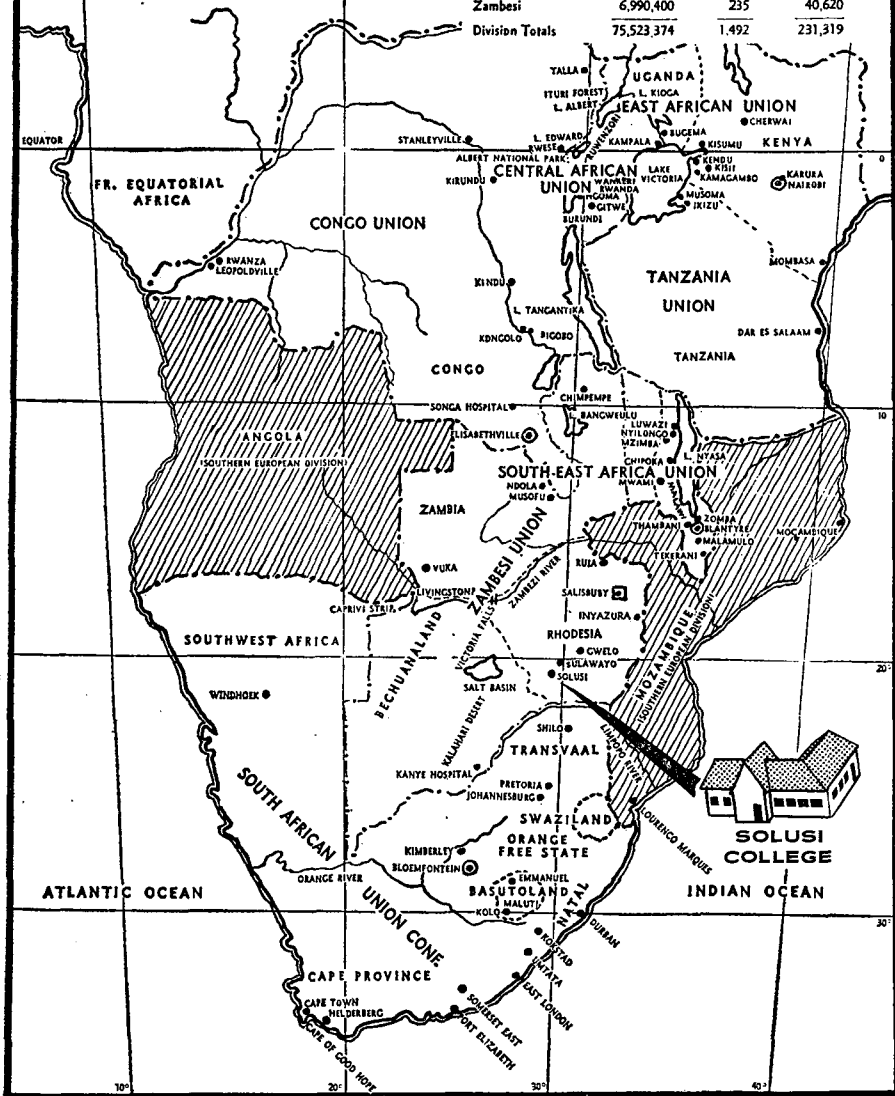 Zambesi 6,990,400 235 40,620
Division Totals 75,523,374 1,492 231,319
TALLA
UGANDA
ITURI FOREST
L. KIOGA
L. ALBERT
EAST AFRICAN UNION
CHERWAI
EQUATOR
STANLEYVILLE
L. EDWARD
RWESE
RUWENZORI
BUGEMA
KAMPALA
KISUMU
KENYA
0
ALBERT NATIONAL PARK
KENDU
KISII
KAMAGAMBO
LAKE
VICTORIA
CENTRAL AFRICAN
UNION
KIRUNDU
RWANDA
KARURA
NAIROBI
FR. EQUATORIAL
AFRICA
NGOMA
GITWE
MUSOMA
IKIZU
BURUNDI
CONGO UNION
RWANZA
LEOPOLDVILLE
MOMBASA
KINDU
TANZANIA
UNION
L. TANGANTIKA
KONGOLO
BIGOBO
DAR ES SALAAM
TANZANIA
CONGO
CHIMPEMPE
SONGA HOSPITAL
10
L. BANGWEULU
LUWAZI
NYILONGO
MZIMBA
ANGOLA
(SOUTHERN EUROPEAN DIVISION)
ELISABETHVILLE
CHIPOKA
L. NYASA
SOUTH-EAST AFRICA UNION
NDOLA
MUSOFU
MWAMI
MALAWI
ZAMBIA
THAMBANI
ZOMBA
BLANTYRE
MALAMULO
MOCAMBIQUE
TEKERANI
ZAMBESI UNION
VUKA
RUIA
LIVINGSTONE
ZAMBEZI RIVER
SALISBURY
CAPRIVI STRIP
INYAZURA
VICTORIA FALLS
SOUTHWEST AFRICA
RHODESIA
BECHUANALAND
GWELO
BULAWAYO
SOLUSI
MOZAMBIQUE
(SOUTHERN EUROPEAN DIVISION)
20°
SALT BASIN
WINDHOEK
KALAHARI DESERT
SHILO
TRANSVAAL
LIMPOPO RIVER
KANYE HOSPITAL
PRETORIA
JOHANNESBURG
SOUTH AFRICAN
UNION CONF.
SWAZILAND
LOURENCO MARQUES
SOLUSI
COLLEGE
ORANGE
FREE STATE
KIMBERLEY
BLOEMFONTEIN
ORANGE RIVER
EMMANUEL
BASUTOLAND
MALUTI
KOLO
ATLANTIC OCEAN
INDIAN OCEAN
NATAL
DURBAN
30°
KOKSTAD
UMTATA
CAPE PROVINCE
EAST LONDON
SOMERSET EAST
PORT ELIZABETH
CAPE TOWN
HELDERBERG
CAPE OF GOOD HOPE
10°
20°
30°
40°